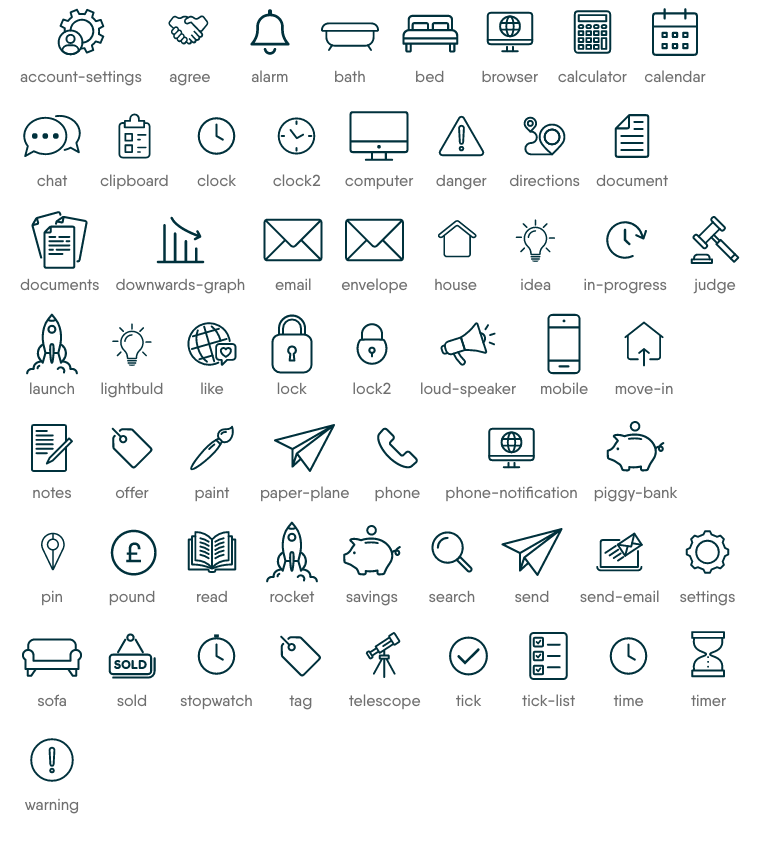 account-settings agree alarm bath bed browser calculator calendar
chat clipboard clock clock2 computer danger directions document
documents downwards-graph email envelope house idea in-progress judge
launch lightbuld like lock lock2 loud-speaker mobile move-in
notes offer paint paper-plane phone phone-notification piggy-bank
£
pin pound read rocket savings search send send-email settings
SOLD
sofa sold stopwatch tag telescope tick tick-list time timer
warning